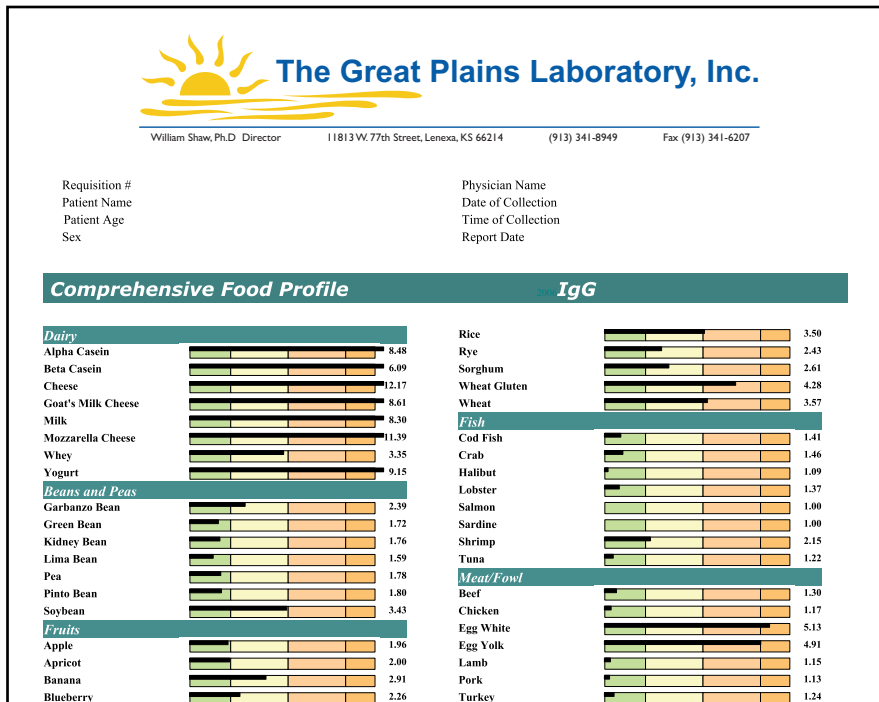 The Great Plains Laboratory, Inc.
William Shaw, Ph.D Director 11813 W. 77th Street, Lenexa, KS 66214 (913) 341-8949 Fax (913) 341-6207
Requisition #
Patient Name
Patient Age
Sex
Physician Name
Date of Collection
Time of Collection
Report Date
Comprehensive Food Profile IgG
Dairy
Alpha Casein 8.48
Beta Casein 6.09
Cheese 12.17
Goat's Milk Cheese 8.61
Milk 8.30
Mozzarella Cheese 11.39
Whey 3.35
Yogurt 9.15
Beans and Peas
Garbanzo Bean 2.39
Green Bean 1.72
Kidney Bean 1.76
Lima Bean 1.59
Pea 1.78
Pinto Bean 1.80
Soybean 3.43
Fruits
Apple 1.96
Apricot 2.00
Banana 2.91
Blueberry 2.26
Rice 3.50
Rye 2.43
Sorghum 2.61
Wheat Gluten 4.28
Wheat 3.57
Fish
Cod Fish 1.41
Crab 1.46
Halibut 1.09
Lobster 1.37
Salmon 1.00
Sardine 1.00
Shrimp 2.15
Tuna 1.22
Meat/Fowl
Beef 1.30
Chicken 1.17
Egg White 5.13
Egg Yolk 4.91
Lamb 1.15
Pork 1.13
Turkey 1.24